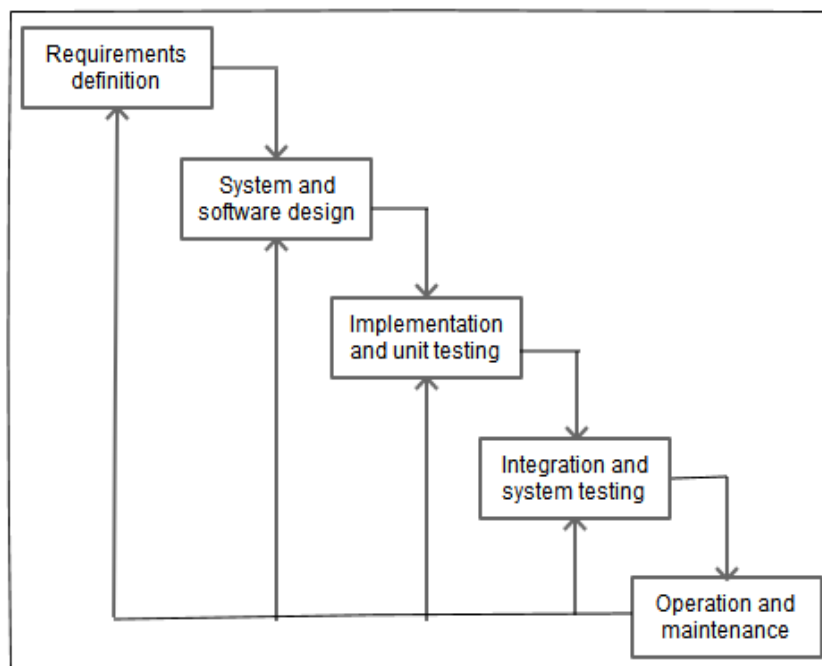 Requirements
definition
System and
software design
Implementation
and unit testing
Integration and
system testing
Operation and
maintenance